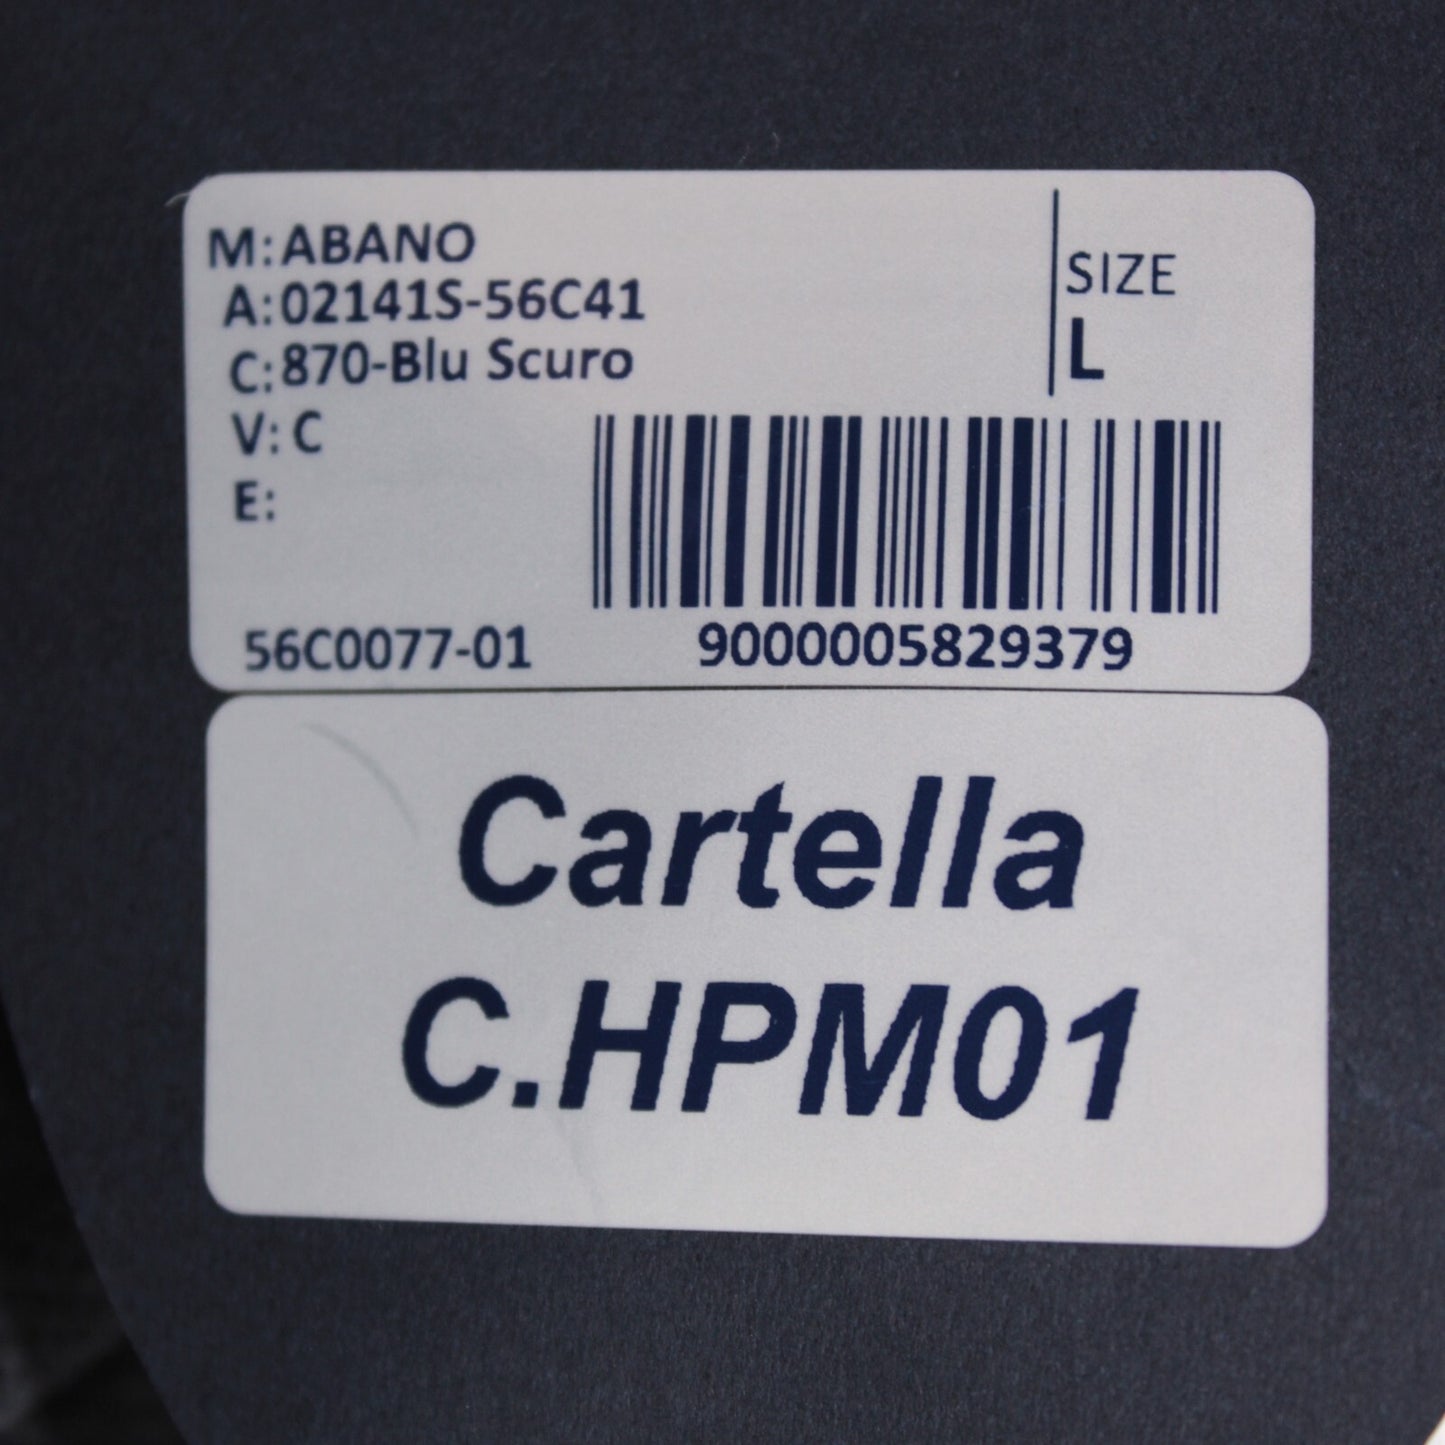 M: ABANO
A: 02141S-56C41
C: 870-Blu Scuro
V: C
E:
SIZE
L
56C0077-01
9000005829379
Cartella
C.HPM01